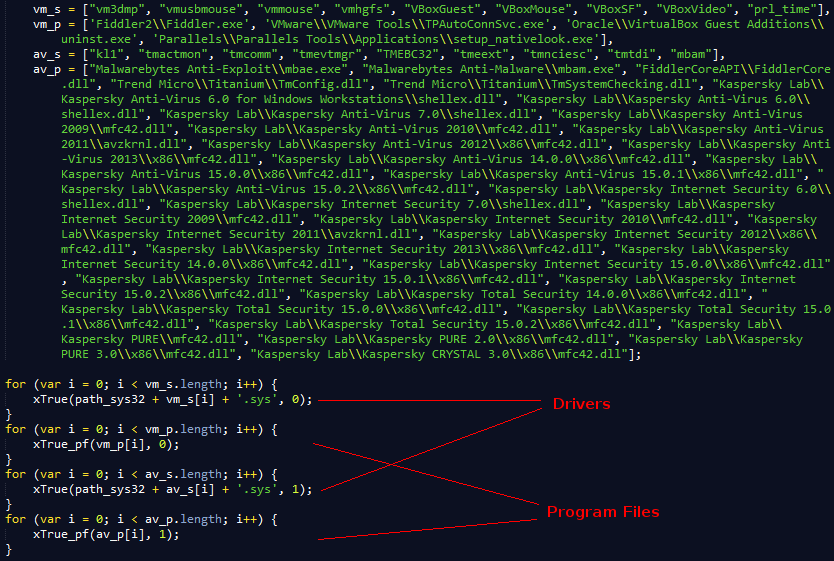 vm_s = ["vm3dmp", "vmusbmouse", "vmmouse", "vmhgfs", "VBoxGuest", "VBoxMouse", "VBoxSF", "VBoxVideo", "prl_time"],
vm_p = ['Fiddler2\\Fiddler.exe', 'VMware\\VMware Tools\\TPAutoConnSvc.exe', 'Oracle\\VirtualBox Guest Additions\\
uninst.exe', 'Parallels\\Parallels Tools\\Applications\\setup_nativelook.exe'],
av_s = ["kl1", "tmactmon", "tmcomm", "tmevtmgr", "TMEBC32", "tmeext", "tmnciesc", "tmtdi", "mbam"],
av_p = ["Malwarebytes Anti-Exploit\\mbae.exe", "Malwarebytes Anti-Malware\\mbam.exe", "FiddlerCoreAPI\\FiddlerCore
.dll", "Trend Micro\\Titanium\\TmConfig.dll", "Trend Micro\\Titanium\\TmSystemChecking.dll", "Kaspersky Lab\\
Kaspersky Anti-Virus 6.0 for Windows Workstations\\shellex.dll", "Kaspersky Lab\\Kaspersky Anti-Virus 6.0\\
shellex.dll", "Kaspersky Lab\\Kaspersky Anti-Virus 7.0\\shellex.dll", "Kaspersky Lab\\Kaspersky Anti-Virus
2009\\mfc42.dll", "Kaspersky Lab\\Kaspersky Anti-Virus 2010\\mfc42.dll", "Kaspersky Lab\\Kaspersky Anti-Virus
2011\\avzkrnl.dll", "Kaspersky Lab\\Kaspersky Anti-Virus 2012\\x86\\mfc42.dll", "Kaspersky Lab\\Kaspersky Anti
-Virus 2013\\x86\\mfc42.dll", "Kaspersky Lab\\Kaspersky Anti-Virus 14.0.0\\x86\\mfc42.dll", "Kaspersky Lab\\
Kaspersky Anti-Virus 15.0.0\\x86\\mfc42.dll", "Kaspersky Lab\\Kaspersky Anti-Virus 15.0.1\\x86\\mfc42.dll", "
Kaspersky Lab\\Kaspersky Anti-Virus 15.0.2\\x86\\mfc42.dll", "Kaspersky Lab\\Kaspersky Internet Security 6.0\\
shellex.dll", "Kaspersky Lab\\Kaspersky Internet Security 7.0\\shellex.dll", "Kaspersky Lab\\Kaspersky
Internet Security 2009\\mfc42.dll", "Kaspersky Lab\\Kaspersky Internet Security 2010\\mfc42.dll", "Kaspersky
Lab\\Kaspersky Internet Security 2011\\avzkrnl.dll", "Kaspersky Lab\\Kaspersky Internet Security 2012\\x86\\
mfc42.dll", "Kaspersky Lab\\Kaspersky Internet Security 2013\\x86\\mfc42.dll", "Kaspersky Lab\\Kaspersky
Internet Security 14.0.0\\x86\\mfc42.dll", "Kaspersky Lab\\Kaspersky Internet Security 15.0.0\\x86\\mfc42.dll"
, "Kaspersky Lab\\Kaspersky Internet Security 15.0.1\\x86\\mfc42.dll", "Kaspersky Lab\\Kaspersky Internet
Security 15.0.2\\x86\\mfc42.dll", "Kaspersky Lab\\Kaspersky Total Security 14.0.0\\x86\\mfc42.dll", "
Kaspersky Lab\\Kaspersky Total Security 15.0.0\\x86\\mfc42.dll", "Kaspersky Lab\\Kaspersky Total Security 15.0
.1\\x86\\mfc42.dll", "Kaspersky Lab\\Kaspersky Total Security 15.0.2\\x86\\mfc42.dll", "Kaspersky Lab\\
Kaspersky PURE\\mfc42.dll", "Kaspersky Lab\\Kaspersky PURE 2.0\\mfc42.dll", "Kaspersky Lab\\Kaspersky
PURE 3.0\\x86\\mfc42.dll", "Kaspersky Lab\\Kaspersky CRYSTAL 3.0\\x86\\mfc42.dll"];
for (var i = 0; i < vm_s.length; i++) {
xTrue(path_sys32 + vm_s[i] + '.sys', 0);
Drivers
}
for (var i = 0; i < vm_p.length; i++) {
xTrue_pf(vm_p[i], 0);
}
for (var i = 0; i < av_s.length; i++) {
xTrue(path_sys32 + av_s[i] + '.sys', 1);
}
Program Files
for (var i = 0; i < av_p.length; i++) {
xTrue_pf(av_p[i], 1);
}